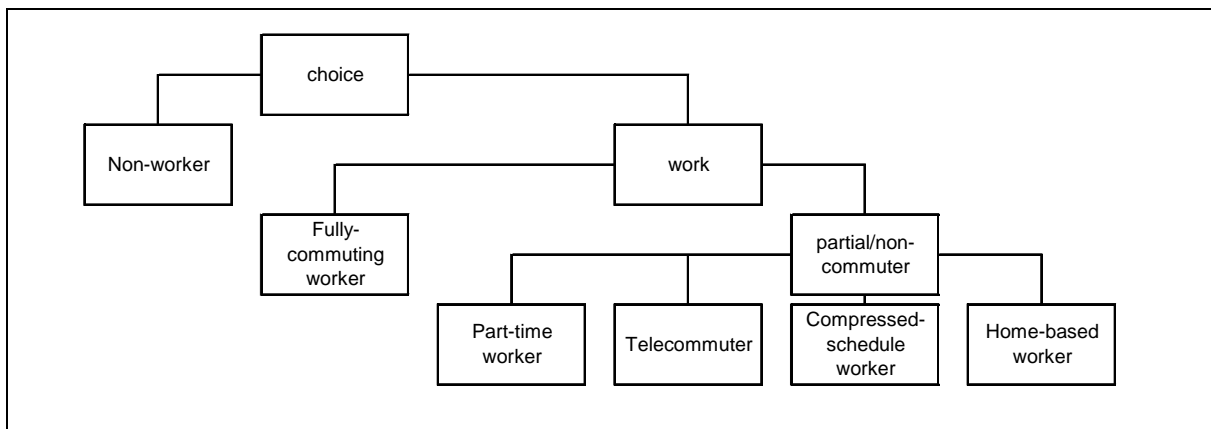 choice
Non-worker
work
Fully-
commuting
worker
partial/non-
commuter
Part-time
worker
Telecommuter
Compressed-
schedule
worker
Home-based
worker